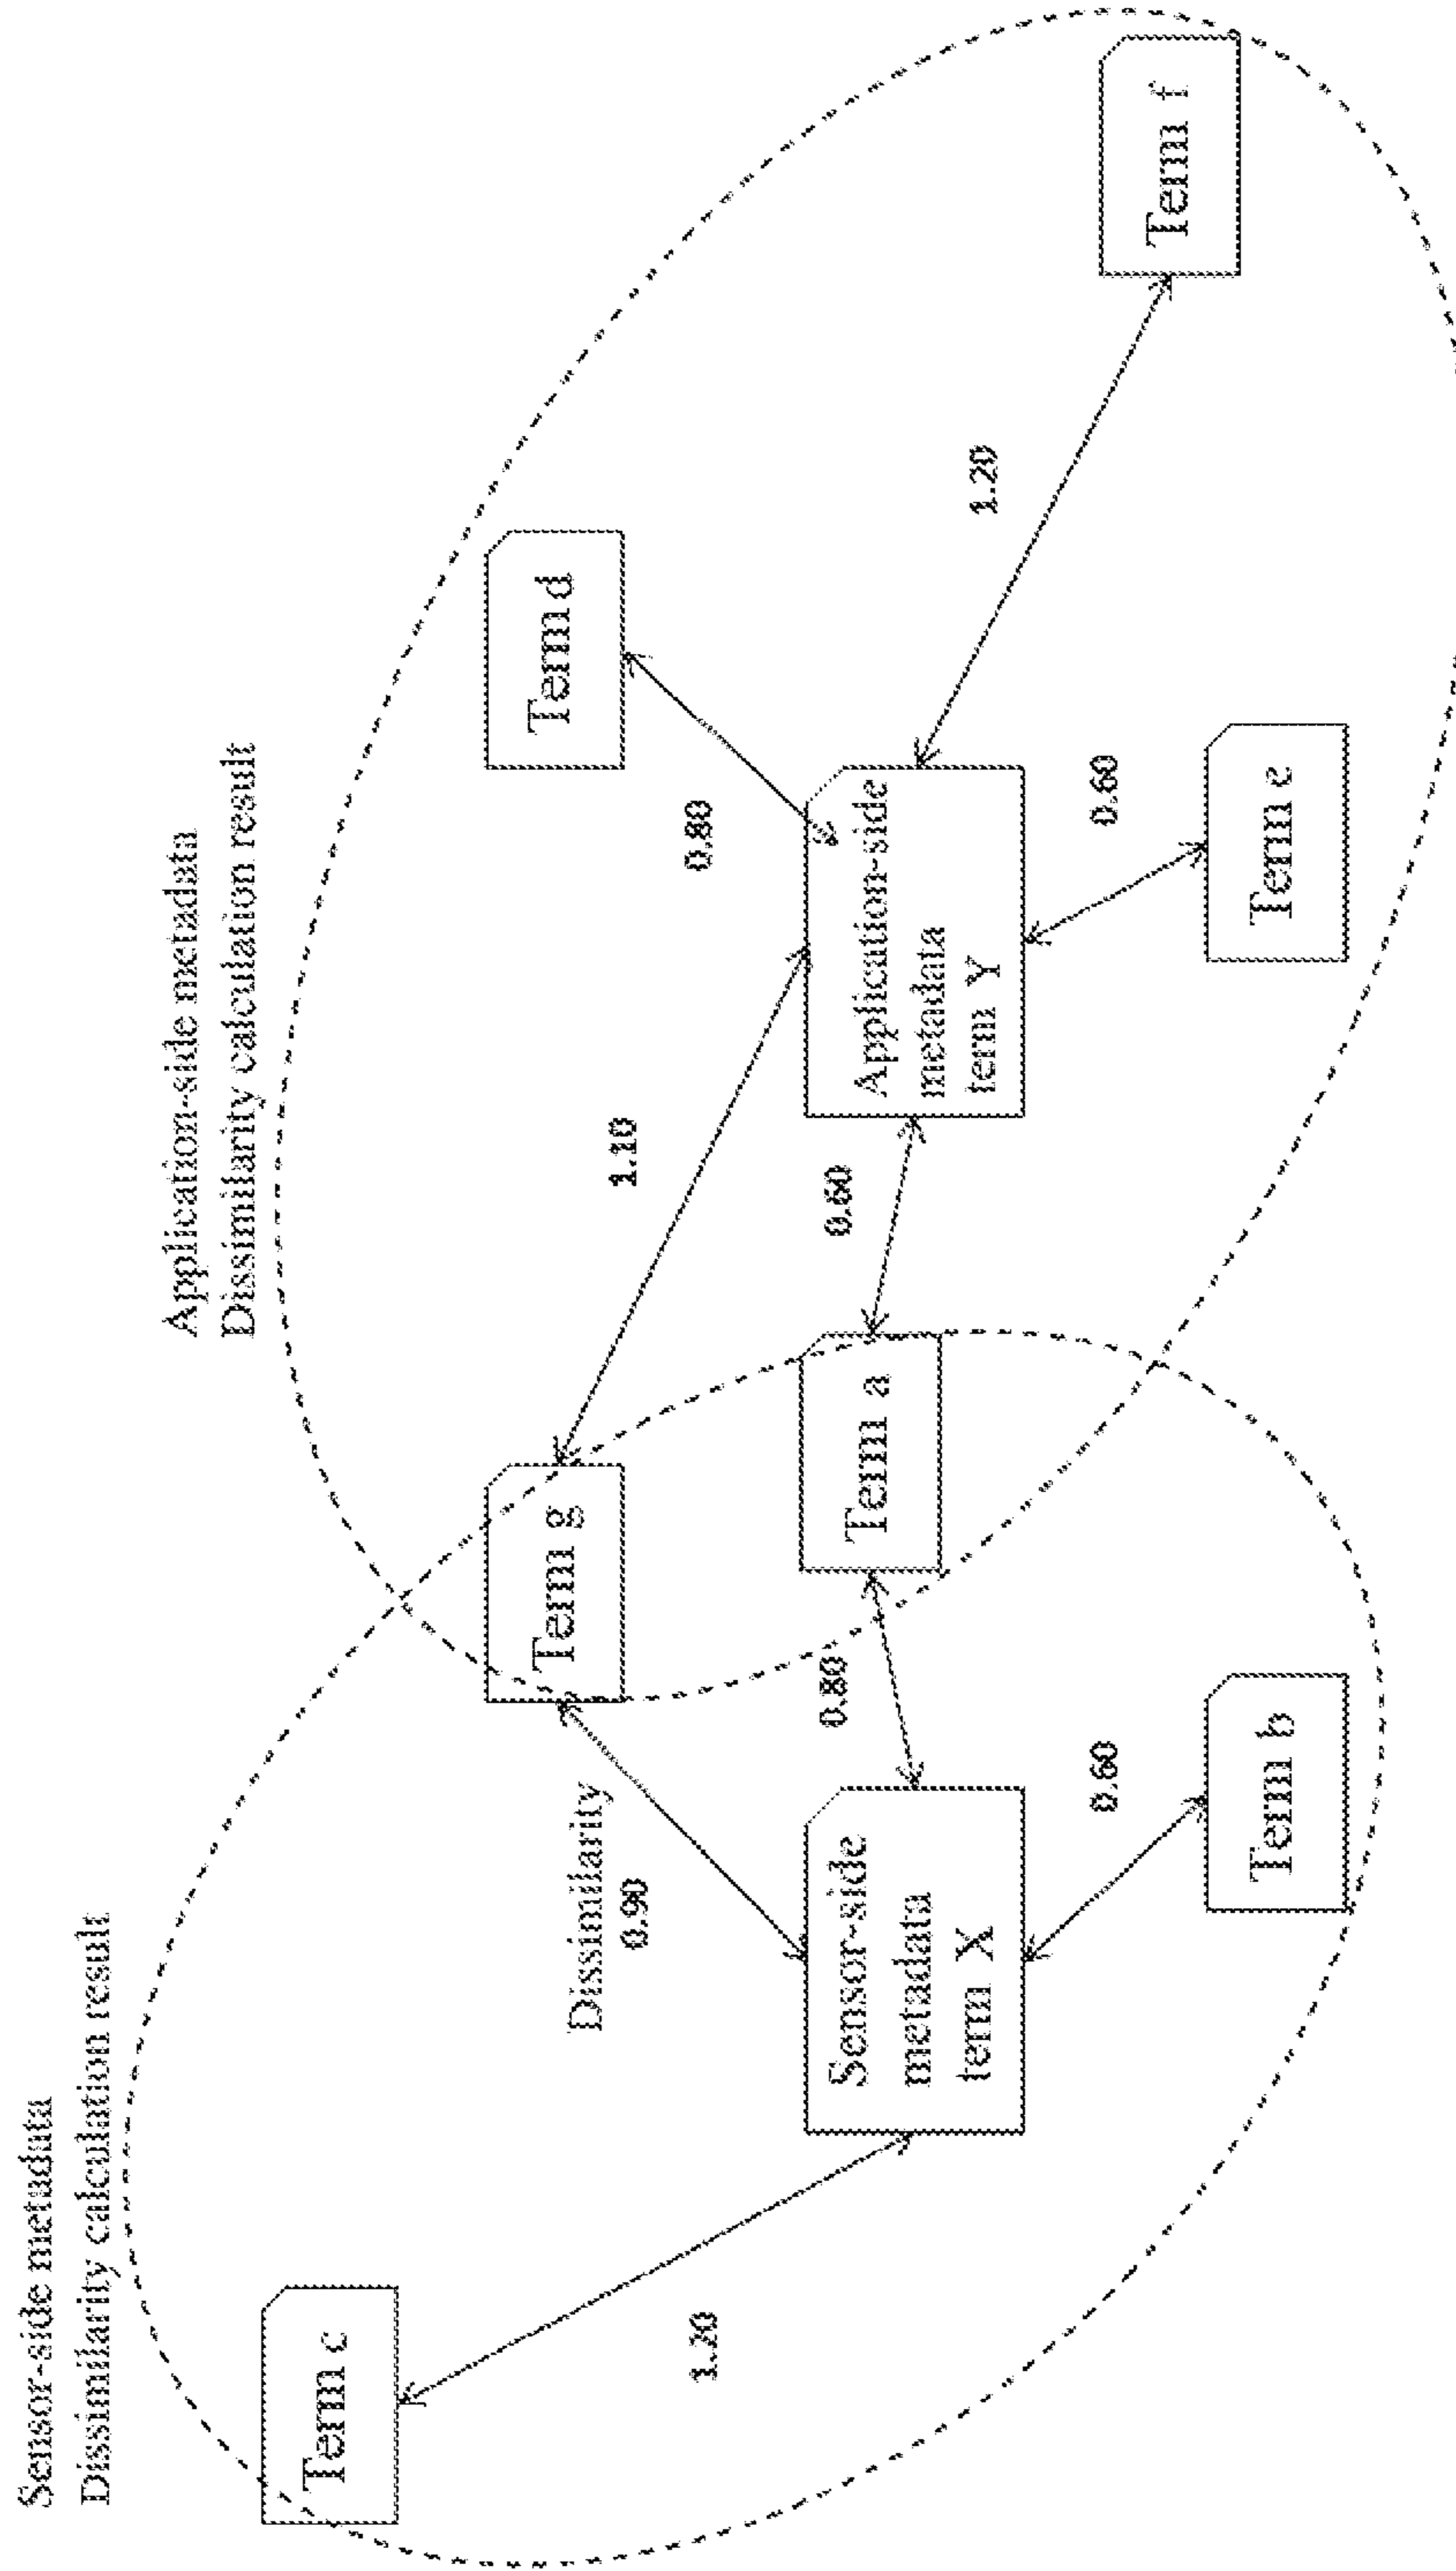 Sensor-side metadata
Dissimilarity calculation result
Application-side metadata
Dissimilarity calculation result
Term c
Term g
Term d
Dissimilarity
0.90
1.10
0.80
1.20
Sensor-side
metadata
term X
0.80
Term a
0.60
Application-side
metadata
term Y
1.20
Term f
0.60
0.60
Term b
Term e